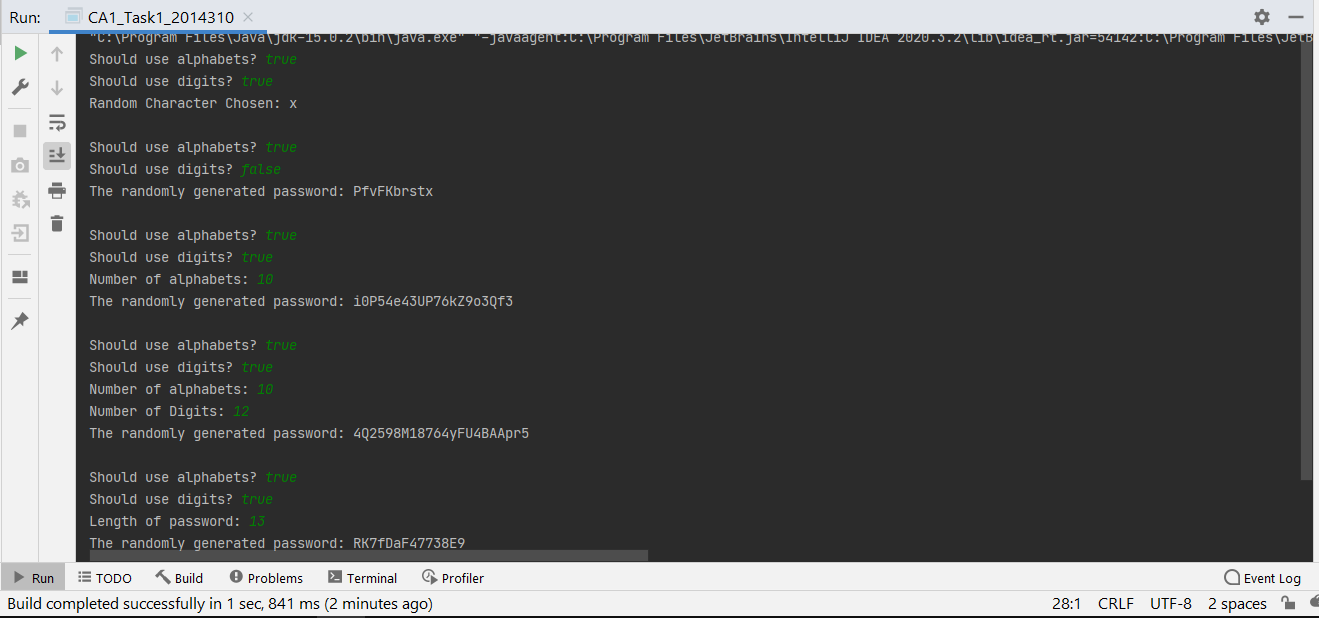 Run: CA1_Task1_2014310
"C:\Program Files\Java\jdk-15.0.2\bin\java.exe" "-javaagent:C:\Program Files\JetBrains\IntelliJ IDEA 2020.3.2\lib\idea_rt.jar=54142:C:\Program Files\JetB
Should use alphabets? true
Should use digits? true
Random Character Chosen: x
Should use alphabets? true
Should use digits? false
The randomly generated password: PfvFKbrstx
Should use alphabets? true
Should use digits? true
Number of alphabets: 10
The randomly generated password: i0P54e43UP76kZ9o3Qf3
Should use alphabets? true
Should use digits? true
Number of alphabets: 10
Number of Digits: 12
The randomly generated password: 4Q2598M18764yFU4BAApr5
Should use alphabets? true
Should use digits? true
Length of password: 13
The randomly generated password: RK7fDaF47738E9
Run TODO Build Problems Terminal Profiler Event Log
Build completed successfully in 1 sec, 841 ms (2 minutes ago) 28:1 CRLF UTF-8 2 spaces